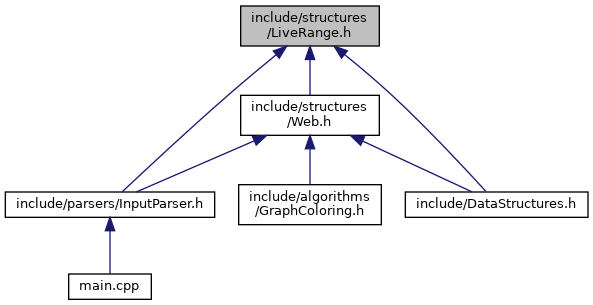 include/structures
/LiveRange.h
include/structures
/Web.h
include/parsers/InputParser.h
include/algorithms
/GraphColoring.h
include/DataStructures.h
main.cpp